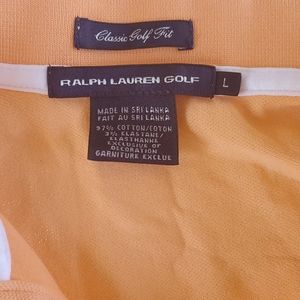 Classic Golf Fit
RALPH LAUREN GOLF
L
MADE IN SRI LANKA
FAIT AU SRI LANKA
97% COTTON/COTON
3% ELASTANE/
ELASTHANNE
EXCLUSIVE OF
DECORATION
GARNITURE EXCLUE